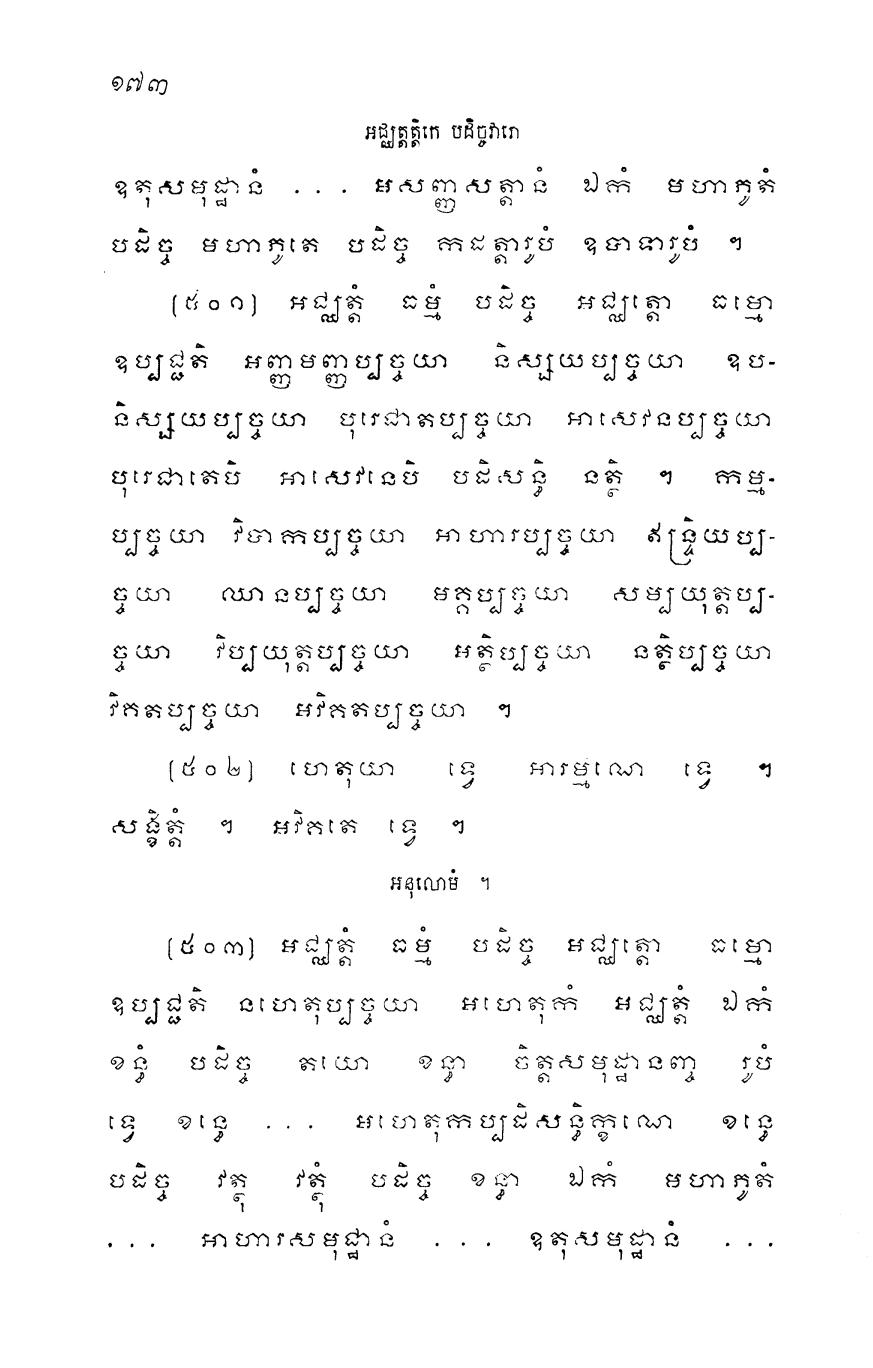 ១៧៣
អជ្ឈត្តត្តិកេ បដិច្ចវារោ
ឧតុសមុដ្ឋានំ ... អសញ្ញសត្តានំ ឯកំ មហាភូតំ
បដិច្ច មហាភូតេ បដិច្ច កដត្តារូបំ ឧបាទារូបំ ។
[៥០១] អជ្ឈត្តំ ធម្មំ បដិច្ច អជ្ឈត្តោ ធម្មោ
ឧប្បជ្ជតិ អញ្ញមញ្ញប្បច្ចយា និស្សយប្បច្ចយា ឧប-
និស្សយប្បច្ចយា បុរេជាតប្បច្ចយា អាសេវនប្បច្ចយា
បុរេជាតេបិ អាសេវនេបិ បដិសន្ធិ នត្ថិ ។ កម្ម-
ប្បច្ចយា វិបាកប្បច្ចយា អាហារប្បច្ចយា ឥន្ទ្រិយប្ប-
ច្ចយា ឈានប្បច្ចយា មគ្គប្បច្ចយា សម្បយុត្តប្ប-
ច្ចយា វិប្បយុត្តប្បច្ចយា អត្ថិប្បច្ចយា នត្ថិប្បច្ចយា
វិគតប្បច្ចយា អវិគតប្បច្ចយា ។
[៥០២] ហេតុយា ទ្វេ អារម្មណេ ទ្វេ ។
សង្ខិត្តំ ។ អវិគតេ ទ្វេ ។
អនុលោមំ ។
[៥០៣] អជ្ឈត្តំ ធម្មំ បដិច្ច អជ្ឈត្តោ ធម្មោ
ឧប្បជ្ជតិ នហេតុប្បច្ចយា អហេតុកំ អជ្ឈត្តំ ឯកំ
ខន្ធំ បដិច្ច តយោ ខន្ធា ចិត្តសមុដ្ឋានញ្ច រូបំ
ទ្វេ ខន្ធេ ... អហេតុកប្បដិសន្ធិក្ខណេ ខន្ធេ
បដិច្ច វត្ថុ វត្ថុំ បដិច្ច ខន្ធា ឯកំ មហាភូតំ
... អាហារសមុដ្ឋានំ ... ឧតុសមុដ្ឋានំ ...